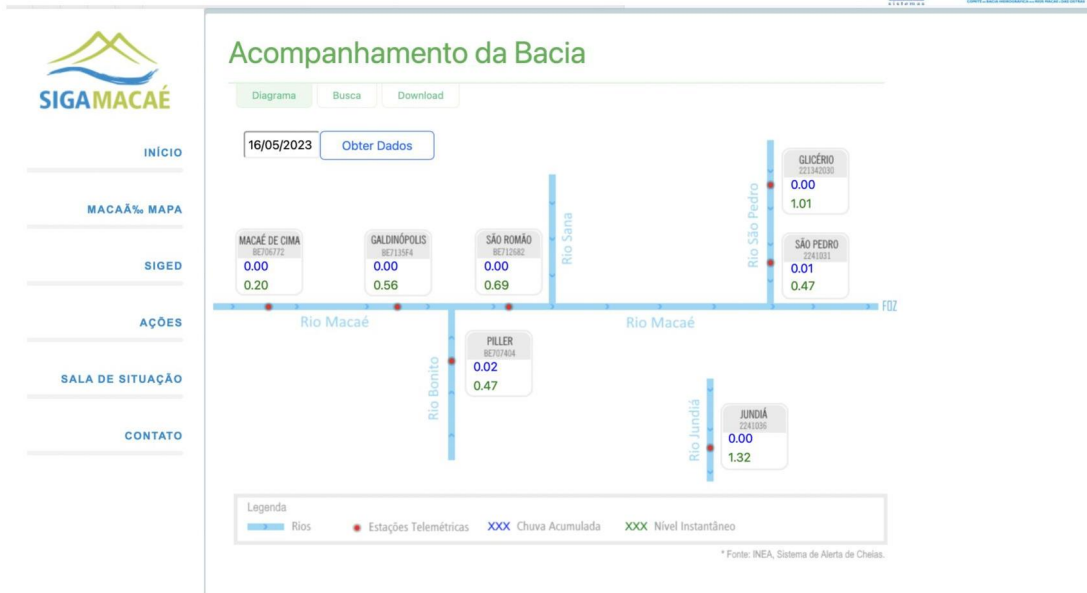 sistemas
SIGAMACAÉ
INÍCIO
MACAÃ‰ MAPA
SIGED
AÇÕES
SALA DE SITUAÇÃO
CONTATO
Acompanhamento da Bacia
Diagrama Busca Download
16/05/2023 Obter Dados
GLICÉRIO
221342030
0.00
1.01
Rio São Pedro
SÃO PEDRO
2241031
0.01
0.47
MACAÉ DE CIMA
BE706772
0.00
0.20
GALDINÓPOLIS
BE7135F4
0.00
0.56
SÃO ROMÃO
BE712682
0.00
0.69
Rio Sana
FOZ
Rio Macaé
Rio Macaé
PILLER
BE707404
0.02
0.47
Rio Bonito
Rio Jundiá
JUNDIÁ
2241036
0.00
1.32
Legenda
Rios Estações Telemétricas XXX Chuva Acumulada XXX Nível Instantâneo
* Fonte: INEA, Sistema de Alerta de Cheias.